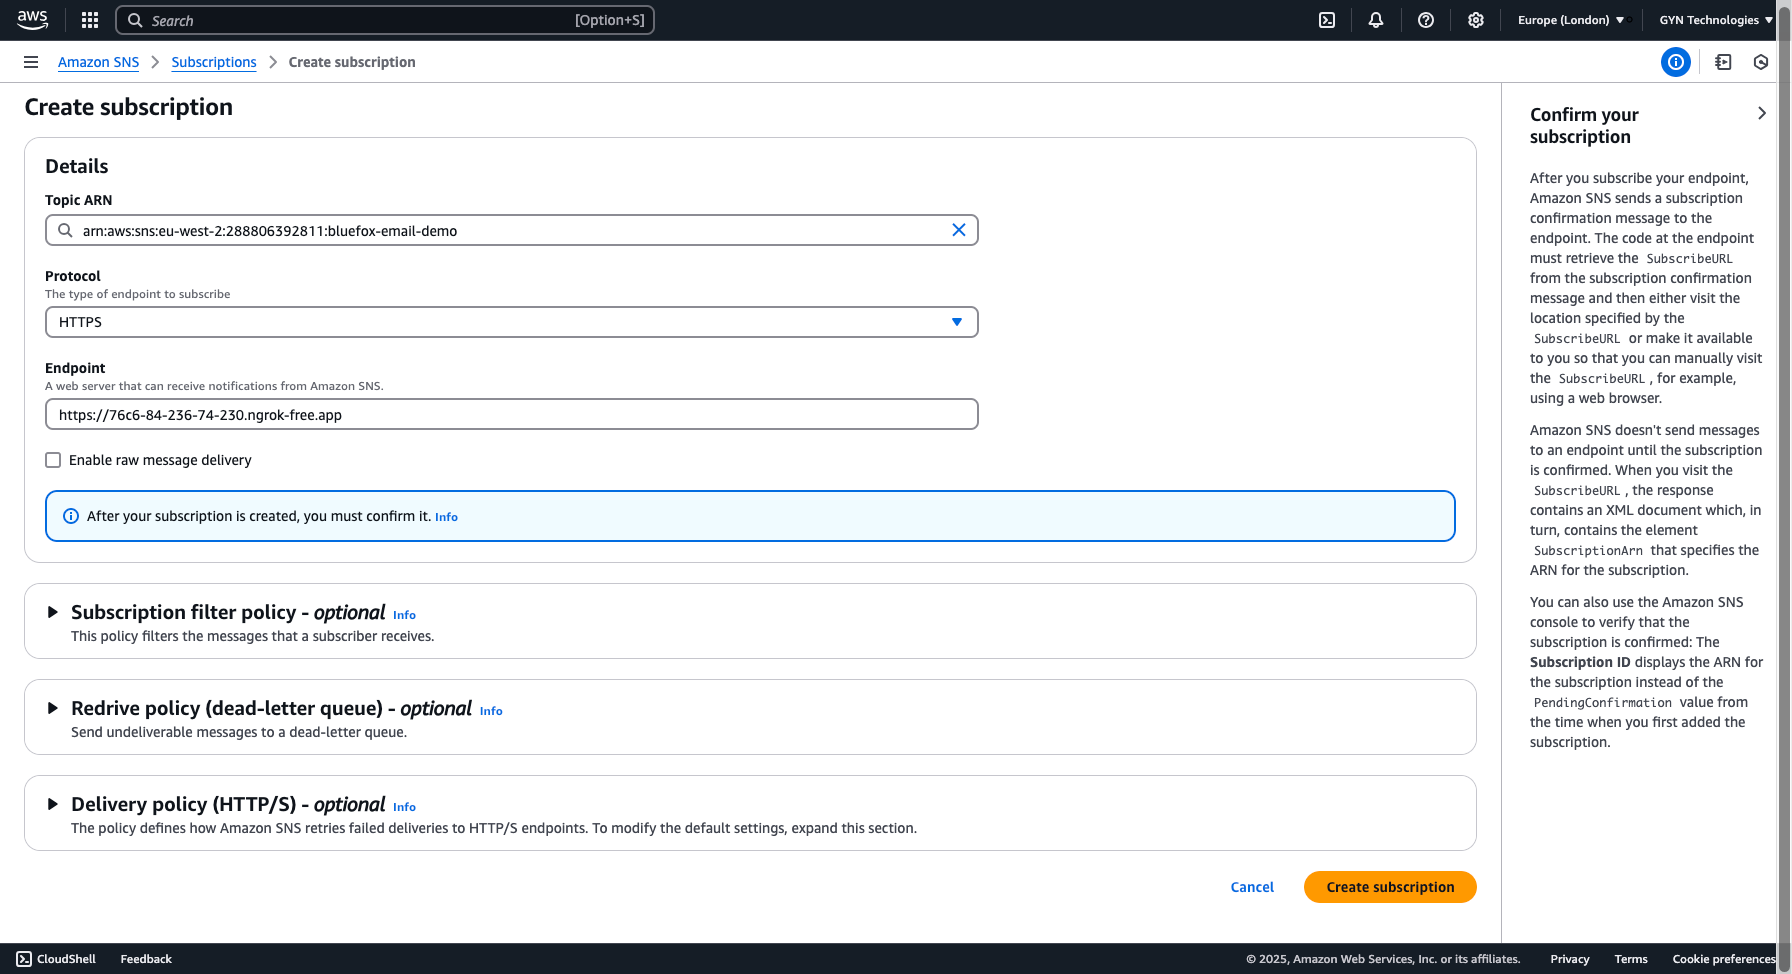 aws
Search
[Option+S]
Europe (London)
GYN Technologies
Amazon SNS
Subscriptions
Create subscription
Create subscription
Details
Topic ARN
arn:aws:sns:eu-west-2:288806392811:bluefox-email-demo
Protocol
The type of endpoint to subscribe
HTTPS
Endpoint
A web server that can receive notifications from Amazon SNS.
https://76c6-84-236-74-230.ngrok-free.app
Enable raw message delivery
After your subscription is created, you must confirm it. Info
Subscription filter policy - optional Info
This policy filters the messages that a subscriber receives.
Redrive policy (dead-letter queue) - optional Info
Send undeliverable messages to a dead-letter queue.
Delivery policy (HTTP/S) - optional Info
The policy defines how Amazon SNS retries failed deliveries to HTTP/S endpoints. To modify the default settings, expand this section.
Cancel
Create subscription
Confirm your
subscription
After you subscribe your endpoint,
Amazon SNS sends a subscription
confirmation message to the
endpoint. The code at the endpoint
must retrieve the SubscribeURL
from the subscription confirmation
message and then either visit the
location specified by the
SubscribeURL or make it available
to you so that you can manually visit
the SubscribeURL , for example,
using a web browser.
Amazon SNS doesn't send messages
to an endpoint until the subscription
is confirmed. When you visit the
SubscribeURL , the response
contains an XML document which, in
turn, contains the element
SubscriptionArn that specifies the
ARN for the subscription.
You can also use the Amazon SNS
console to verify that the
subscription is confirmed: The
Subscription ID displays the ARN for
the subscription instead of the
PendingConfirmation value from
the time when you first added the
subscription.
CloudShell
Feedback
© 2025, Amazon Web Services, Inc. or its affiliates.
Privacy
Terms
Cookie preferences